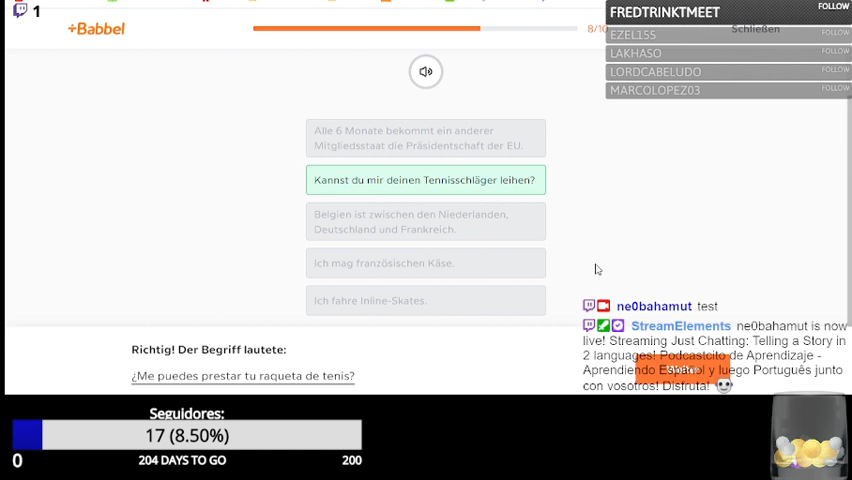 1
FREDTRINKTMEET FOLLOW
+Babbel
8/10
Schließen
EZEL155 FOLLOW
LAKHASO FOLLOW
LORDCABELUDO FOLLOW
MARCOLOPEZ03 FOLLOW
Alle 6 Monate bekommt ein anderer
Mitgliedsstaat die Präsidentschaft der EU.
Kannst du mir deinen Tennisschläger leihen?
Belgien ist zwischen den Niederlanden,
Deutschland und Frankreich.
Ich mag französischen Käse.
Ich fahre Inline-Skates.
ne0bahamut test
StreamElements ne0bahamut is now
live! Streaming Just Chatting: Telling a Story in
2 languages! Podcastcito de Aprendizaje -
Aprendiendo Español y luego Português junto
con vosotros! Disfruta!
Richtig! Der Begriff lautete:
¿Me puedes prestar tu raqueta de tenis?
Seguidores:
17 (8.50%)
0 204 DAYS TO GO 200